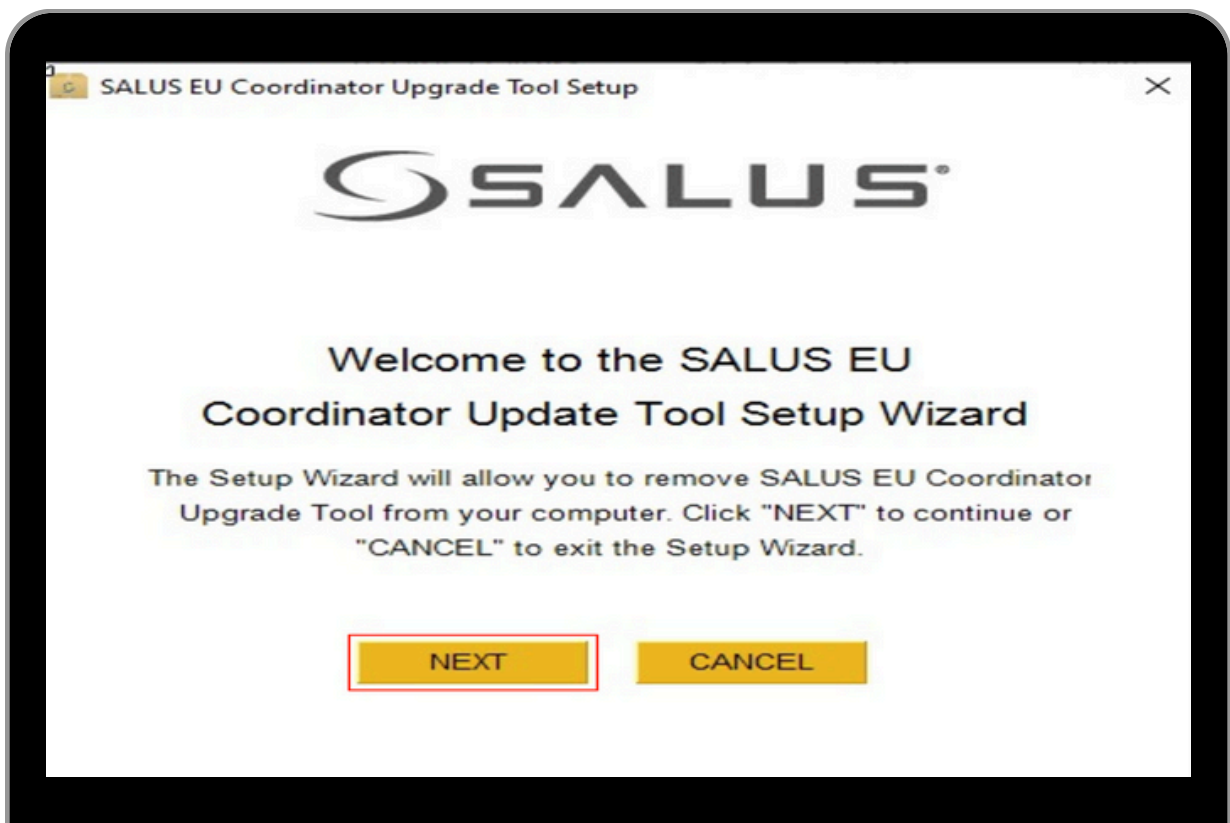 SALUS EU Coordinator Upgrade Tool Setup
SALUS®
Welcome to the SALUS EU
Coordinator Update Tool Setup Wizard
The Setup Wizard will allow you to remove SALUS EU Coordinator
Upgrade Tool from your computer. Click "NEXT" to continue or
"CANCEL" to exit the Setup Wizard.
NEXT CANCEL